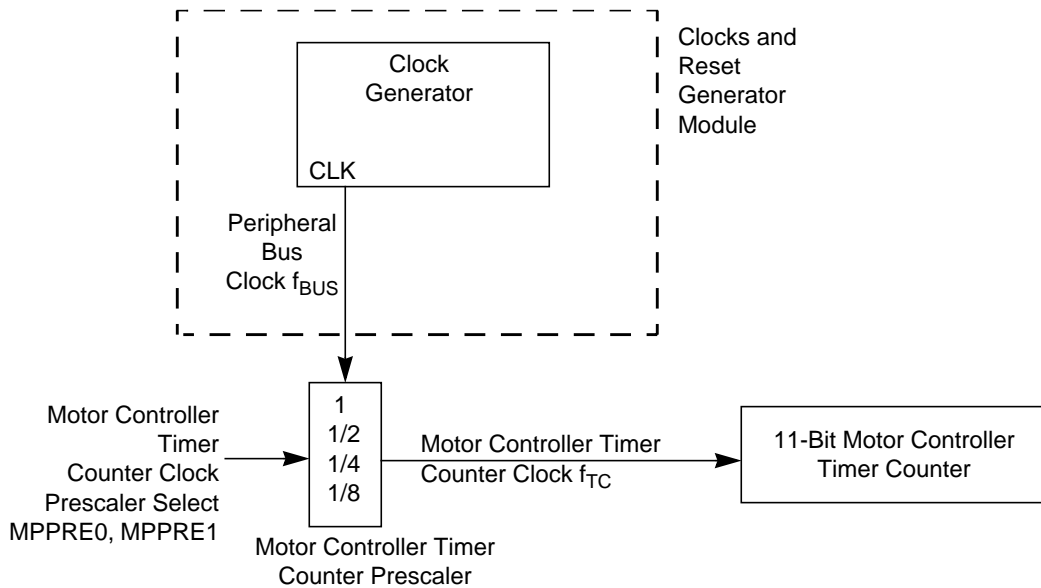 Clock
Generator
CLK
Clocks and
Reset
Generator
Module
Peripheral
Bus
Clock fBUS
Motor Controller
Timer
Counter Clock
Prescaler Select
MPPRE0, MPPRE1
1
1/2
1/4
1/8
Motor Controller Timer
Counter Prescaler
Motor Controller Timer
Counter Clock fTC
11-Bit Motor Controller
Timer Counter